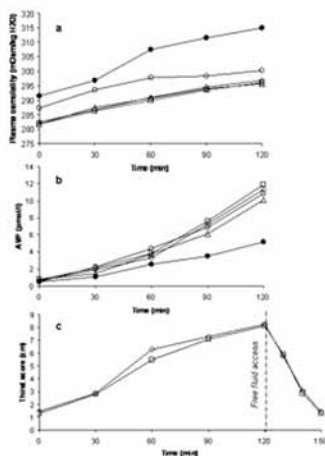 a
Plasma osmolality (mOsm/kg H2O)
320
315
310
305
300
295
290
285
280
275
0 30 60 90 120
Time (min)
b
AVP (pmol/l)
14
12
10
8
6
4
2
0
0 30 60 90 120
Time (min)
c
Thirst score (cm)
9
8
7
6
5
4
3
2
1
0
Free fluid access
0 30 60 90 120 150
Time (min)